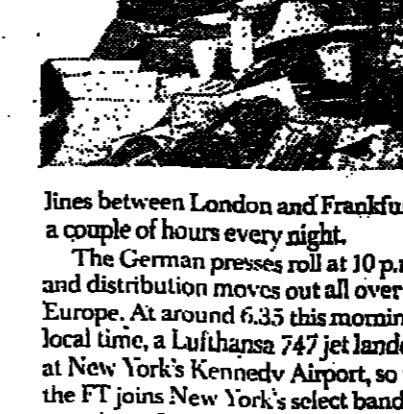 lines between London and Frankfu
a couple of hours every night.
The German presses roll at 10 p.m
and distribution moves out all over
Europe. At around 6.35 this mornin
local time, a Lufthansa 747 jet lande
at New York's Kennedy Airport, so
the FT joins New York's select band